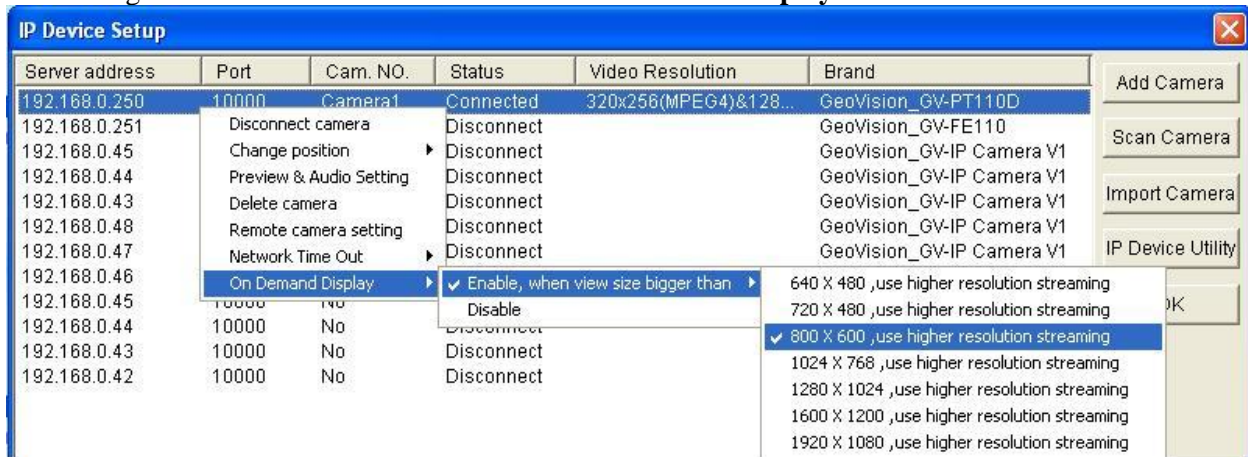 IP Device Setup
Server address Port Cam. NO. Status Video Resolution Brand
Add Camera
192.168.0.250 10000 Camera1 Connected 320x256(MPEG4)&128... GeoVision_GV-PT110D
192.168.0.251 Disconnect camera Disconnect GeoVision_GV-FE110
Scan Camera
192.168.0.45 Change position Disconnect GeoVision_GV-IP Camera V1
192.168.0.44 Preview & Audio Setting Disconnect GeoVision_GV-IP Camera V1
192.168.0.43 Delete camera Disconnect GeoVision_GV-IP Camera V1
Import Camera
192.168.0.48 Remote camera setting Disconnect GeoVision_GV-IP Camera V1
192.168.0.47 Network Time Out Disconnect GeoVision_GV-IP Camera V1
IP Device Utility
192.168.0.46 On Demand Display Enable, when view size bigger than 640 X 480 ,use higher resolution streaming
192.168.0.45 10000 No Disable 720 X 480 ,use higher resolution streaming
192.168.0.44 10000 No Disconnect 800 X 600 ,use higher resolution streaming
192.168.0.43 10000 No Disconnect 1024 X 768 ,use higher resolution streaming
192.168.0.42 10000 No Disconnect 1280 X 1024 ,use higher resolution streaming
1600 X 1200 ,use higher resolution streaming
1920 X 1080 ,use higher resolution streaming